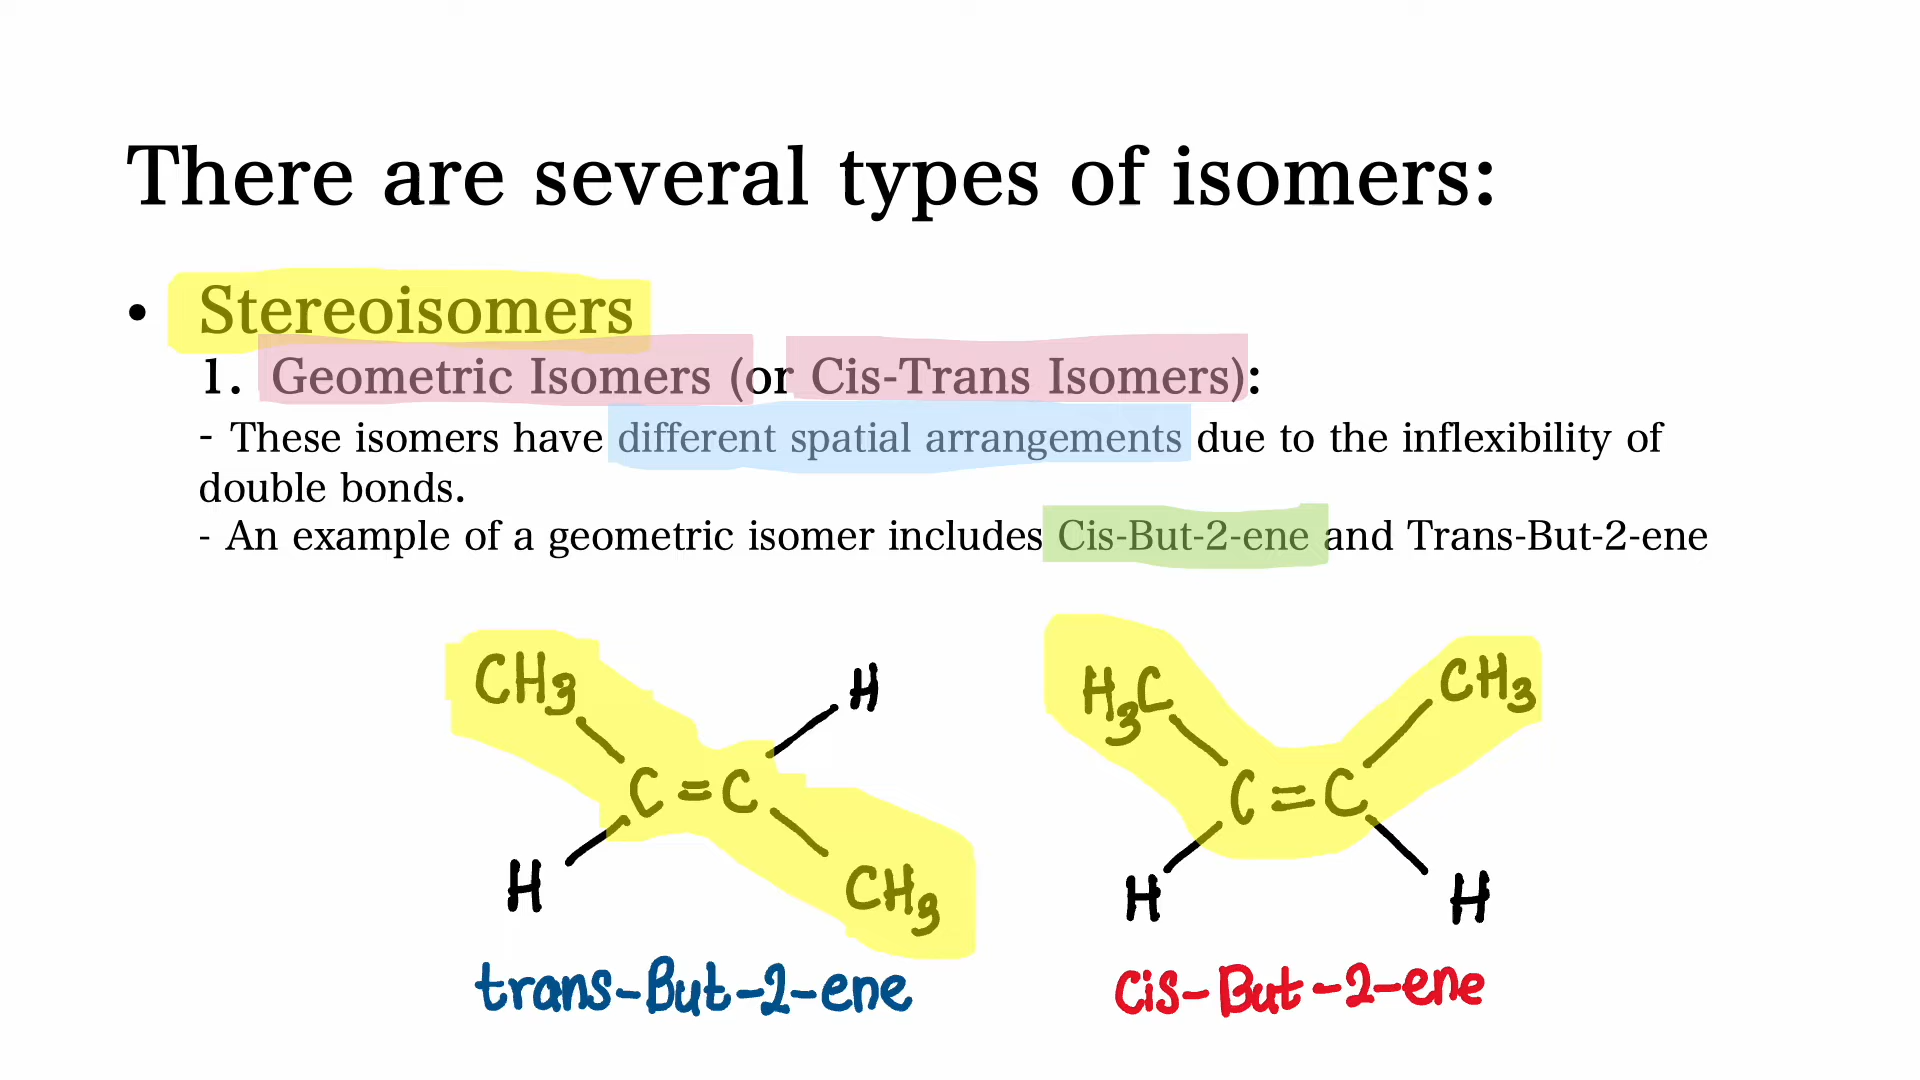 There are several types of isomers:
• Stereoisomers
1. Geometric Isomers (or Cis-Trans Isomers):
- These isomers have different spatial arrangements due to the inflexibility of
double bonds.
- An example of a geometric isomer includes Cis-But-2-ene and Trans-But-2-ene
CH3 H
C=C
H CH3
trans-But-2-ene
H3C CH3
C=C
H H
cis-But-2-ene